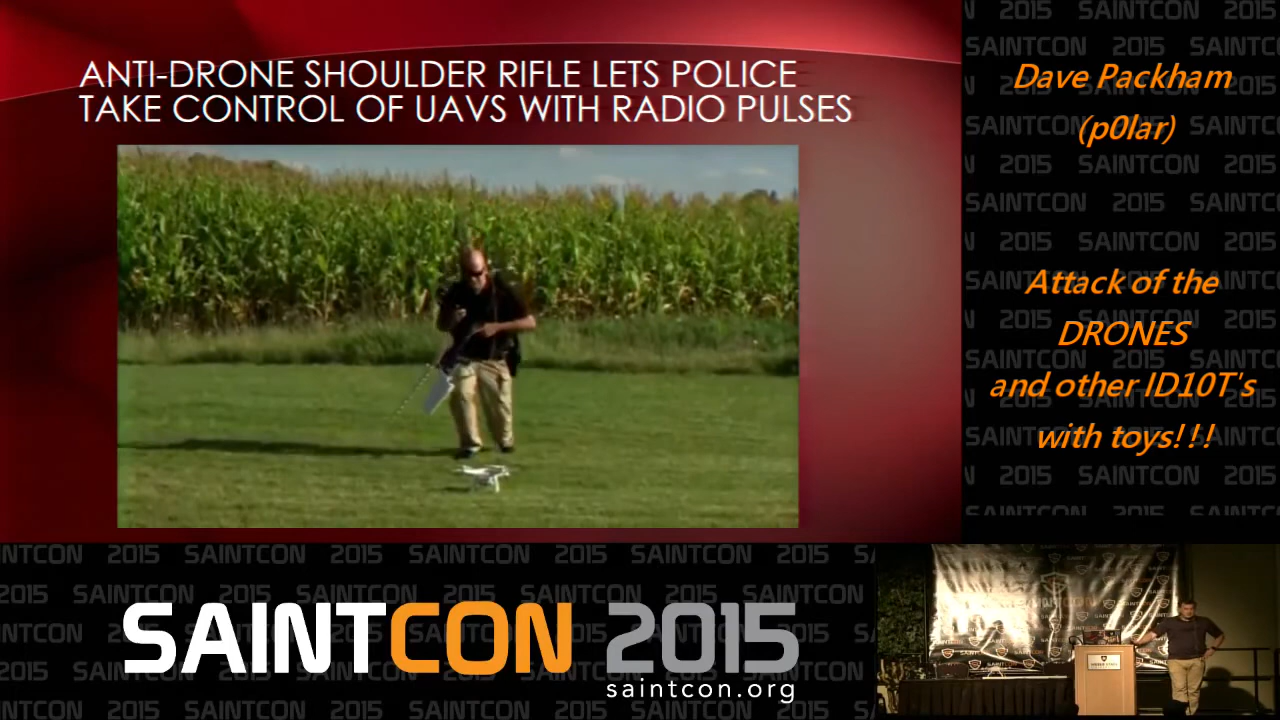 ANTI-DRONE SHOULDER RIFLE LETS POLICE
TAKE CONTROL OF UAVS WITH RADIO PULSES
Dave Packham
(p0lar)
Attack of the
DRONES
and other ID10T's
with toys!!!
SAINTCON 2015
saintcon.org